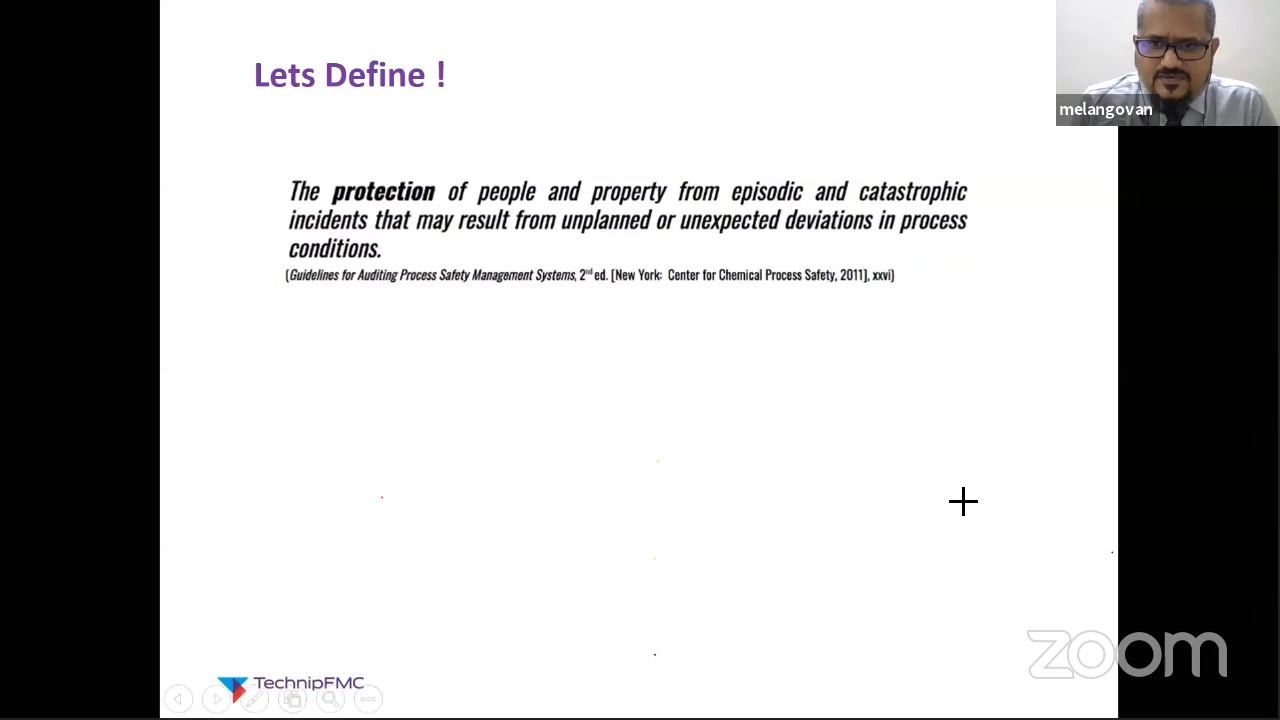 Lets Define !
melangovan
The protection of people and property from episodic and catastrophic
incidents that may result from unplanned or unexpected deviations in process
conditions.
(Guidelines for Auditing Process Safety Management Systems, 2nd ed. [New York: Center for Chemical Process Safety, 2011], xxvi)
zoom
TechnipFMC